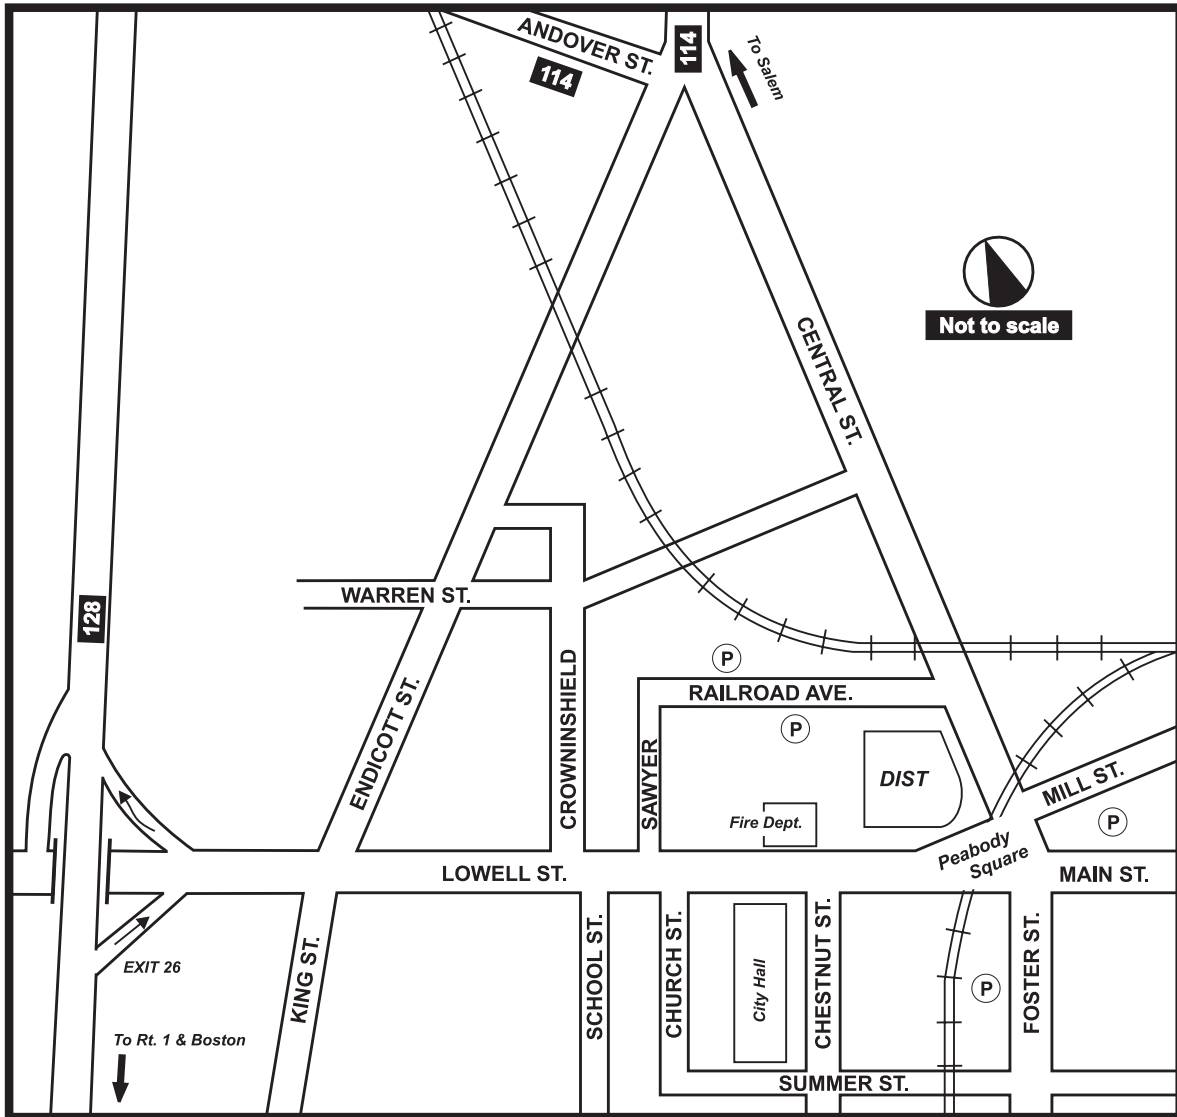 ANDOVER ST.
114
114
To Salem
Not to scale
CENTRAL ST.
WARREN ST.
128
ENDICOTT ST.
CROWNINSHIELD
P
RAILROAD AVE.
P
SAWYER
DIST
Fire Dept.
MILL ST.
P
Peabody
Square
LOWELL ST.
MAIN ST.
EXIT 26
KING ST.
SCHOOL ST.
CHURCH ST.
City Hall
CHESTNUT ST.
P
FOSTER ST.
To Rt. 1 & Boston
SUMMER ST.